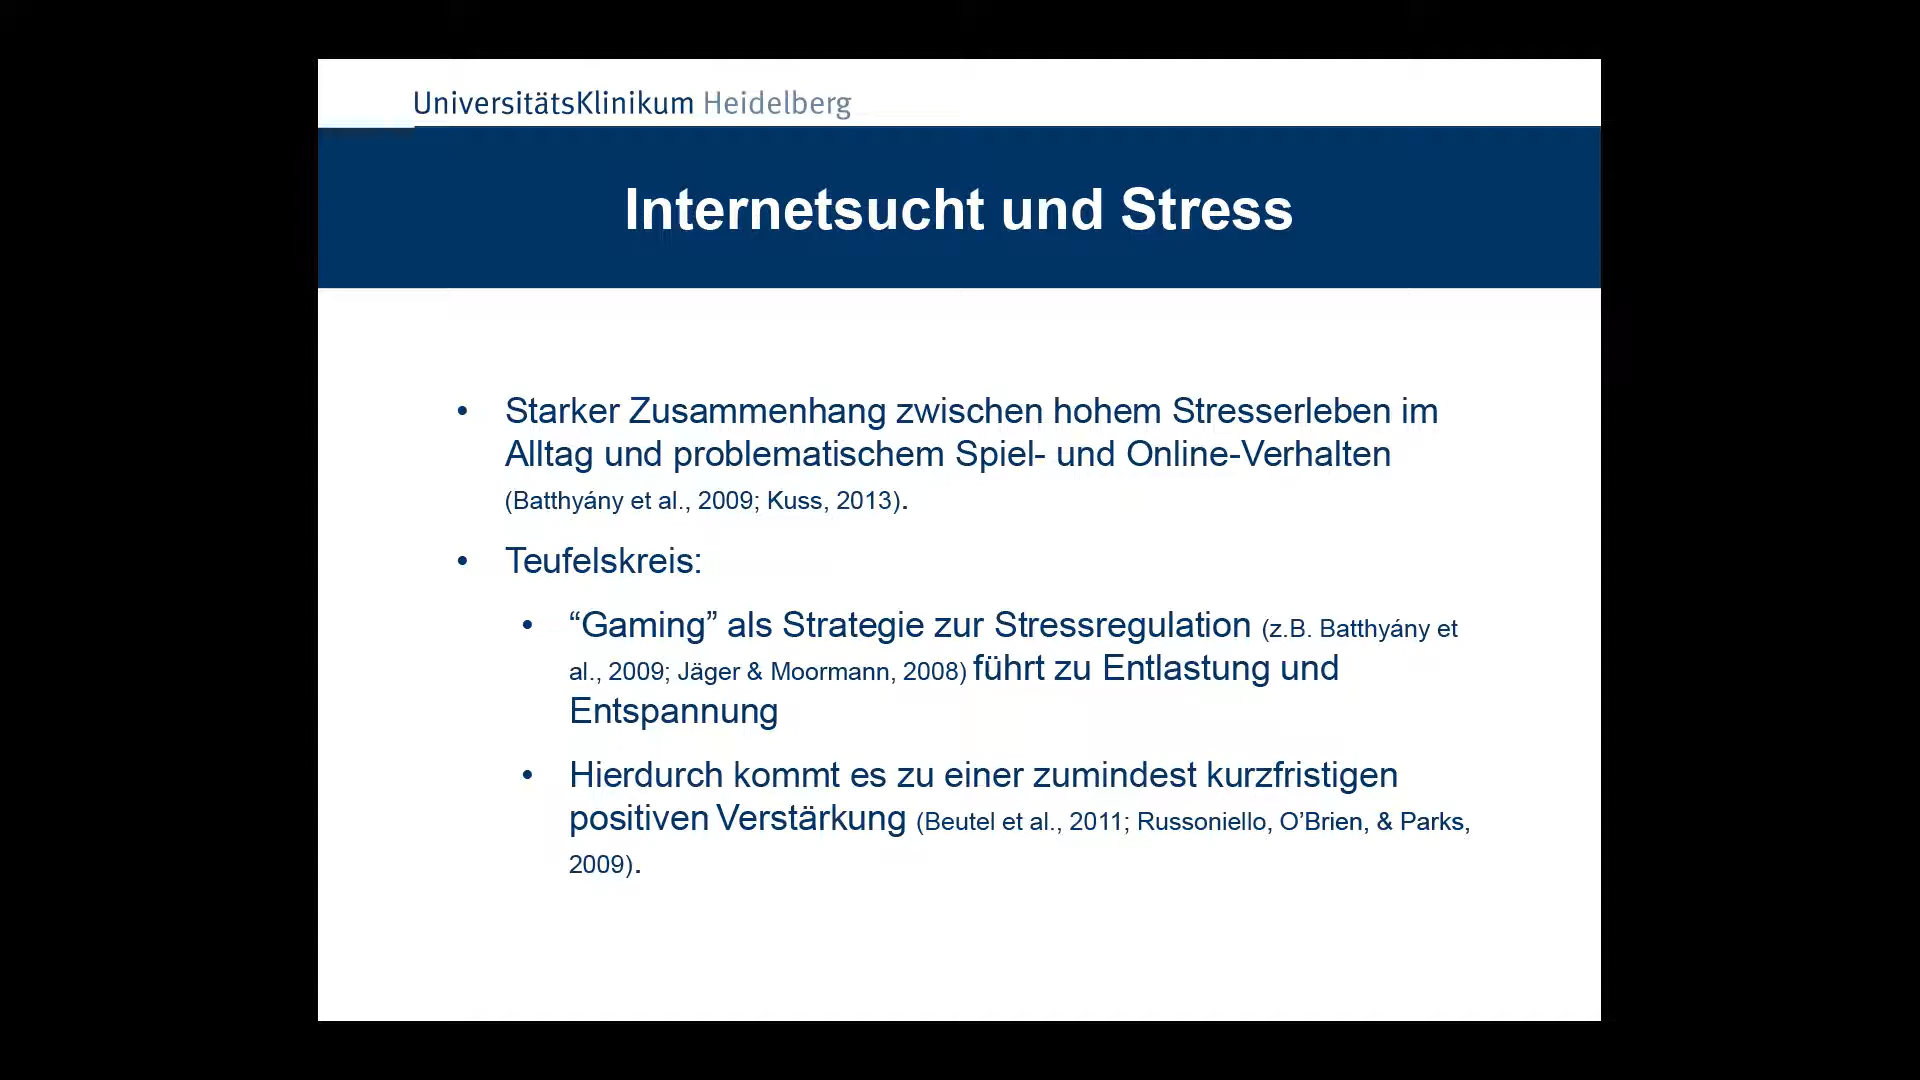 UniversitätsKlinikum Heidelberg
Internetsucht und Stress
• Starker Zusammenhang zwischen hohem Stresserleben im
Alltag und problematischem Spiel- und Online-Verhalten
(Batthyány et al., 2009; Kuss, 2013).
• Teufelskreis:
• “Gaming” als Strategie zur Stressregulation (z.B. Batthyány et
al., 2009; Jäger & Moormann, 2008) führt zu Entlastung und
Entspannung
• Hierdurch kommt es zu einer zumindest kurzfristigen
positiven Verstärkung (Beutel et al., 2011; Russoniello, O’Brien, & Parks,
2009).